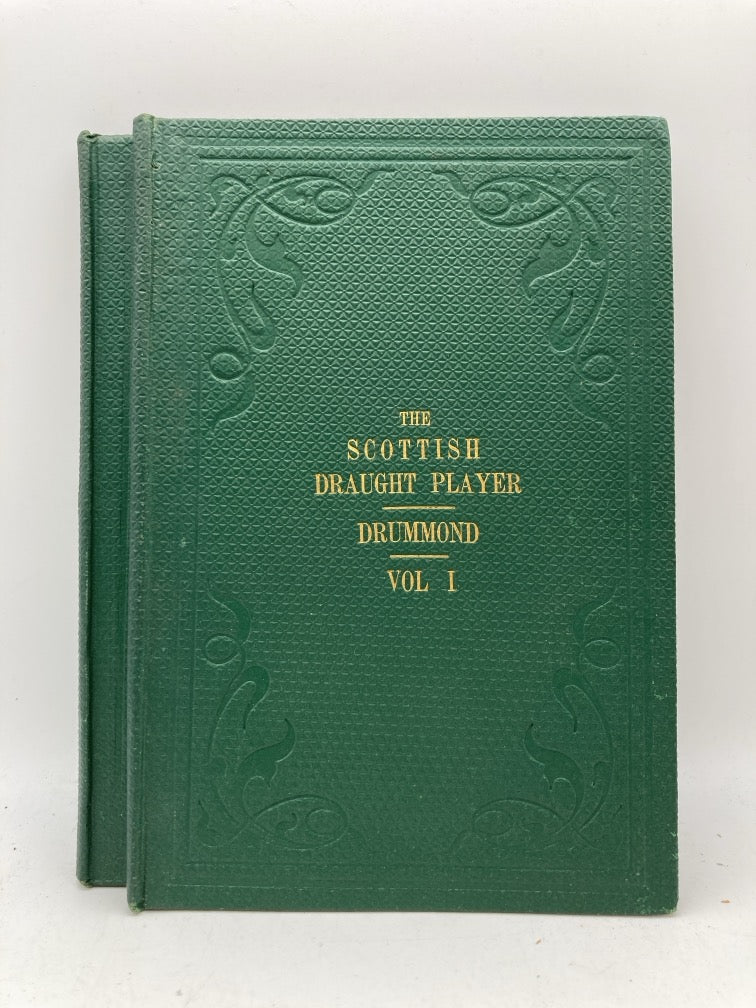 THE
SCOTTISH
DRAUGHT PLAYER
DRUMMOND
VOL I